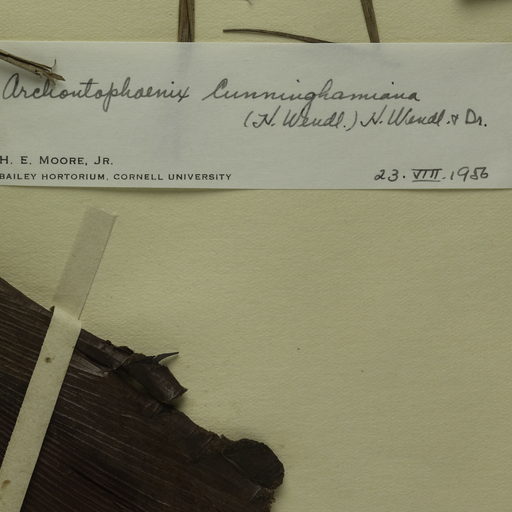 Archontophoenix Cunninghamiana
(H. Wendl.) H. Wendl. & Dr.
H. E. MOORE, JR.
BAILEY HORTORIUM, CORNELL UNIVERSITY
23. VIII. 1956